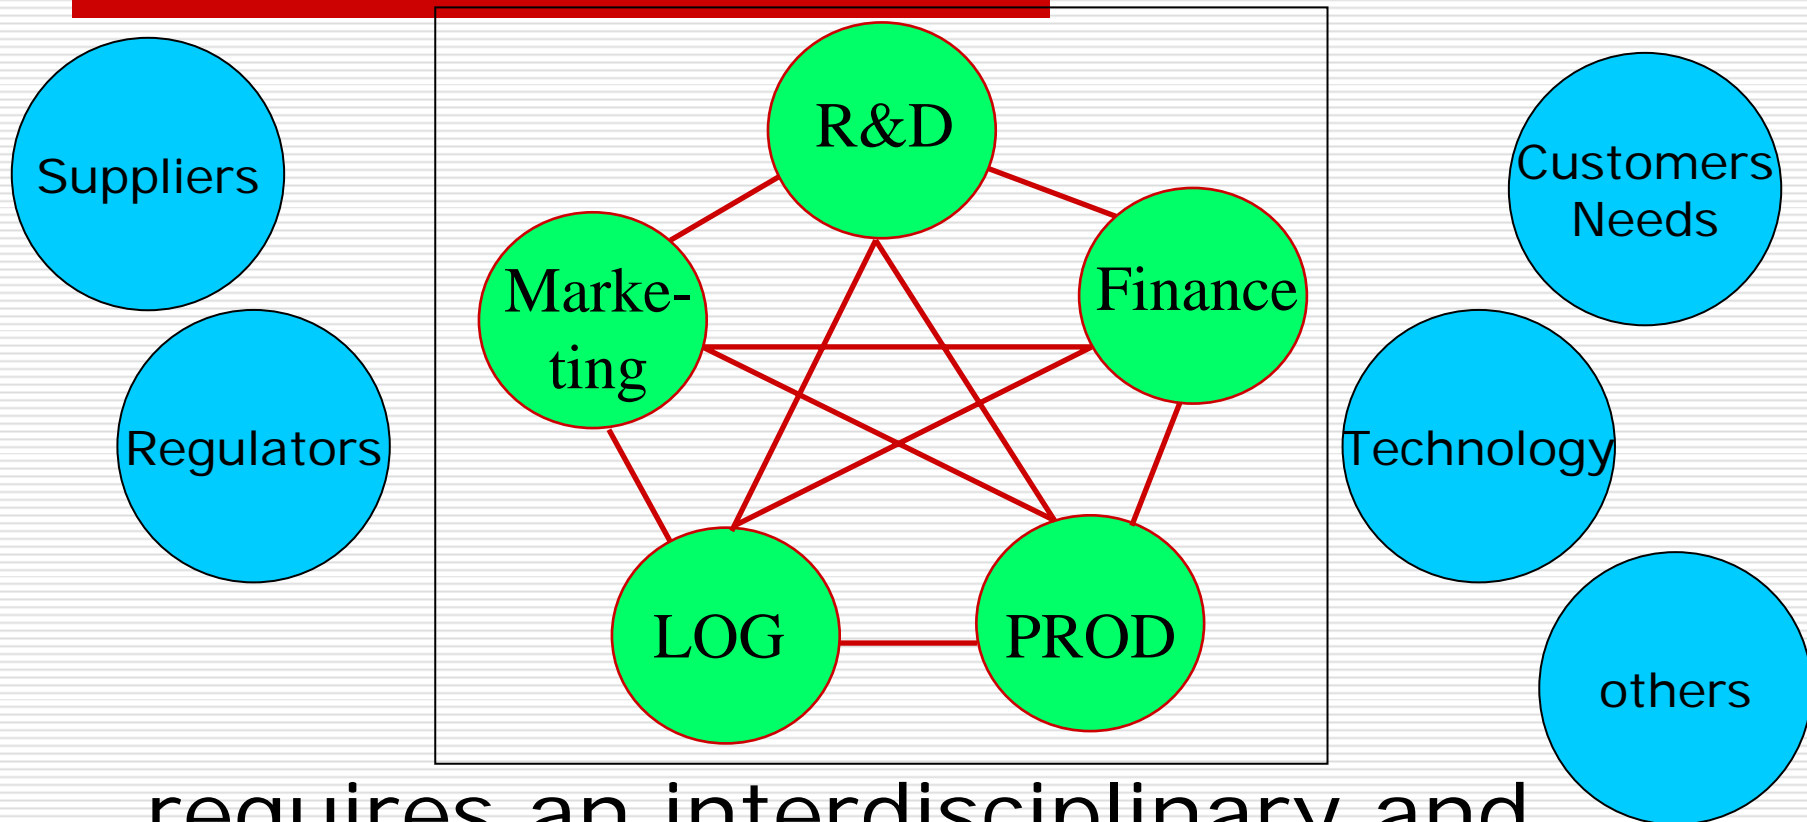 R&D
Suppliers
Customers
Needs
Marke-
ting
Finance
Regulators
Technology
LOG
PROD
others
requires an interdisciplinary and